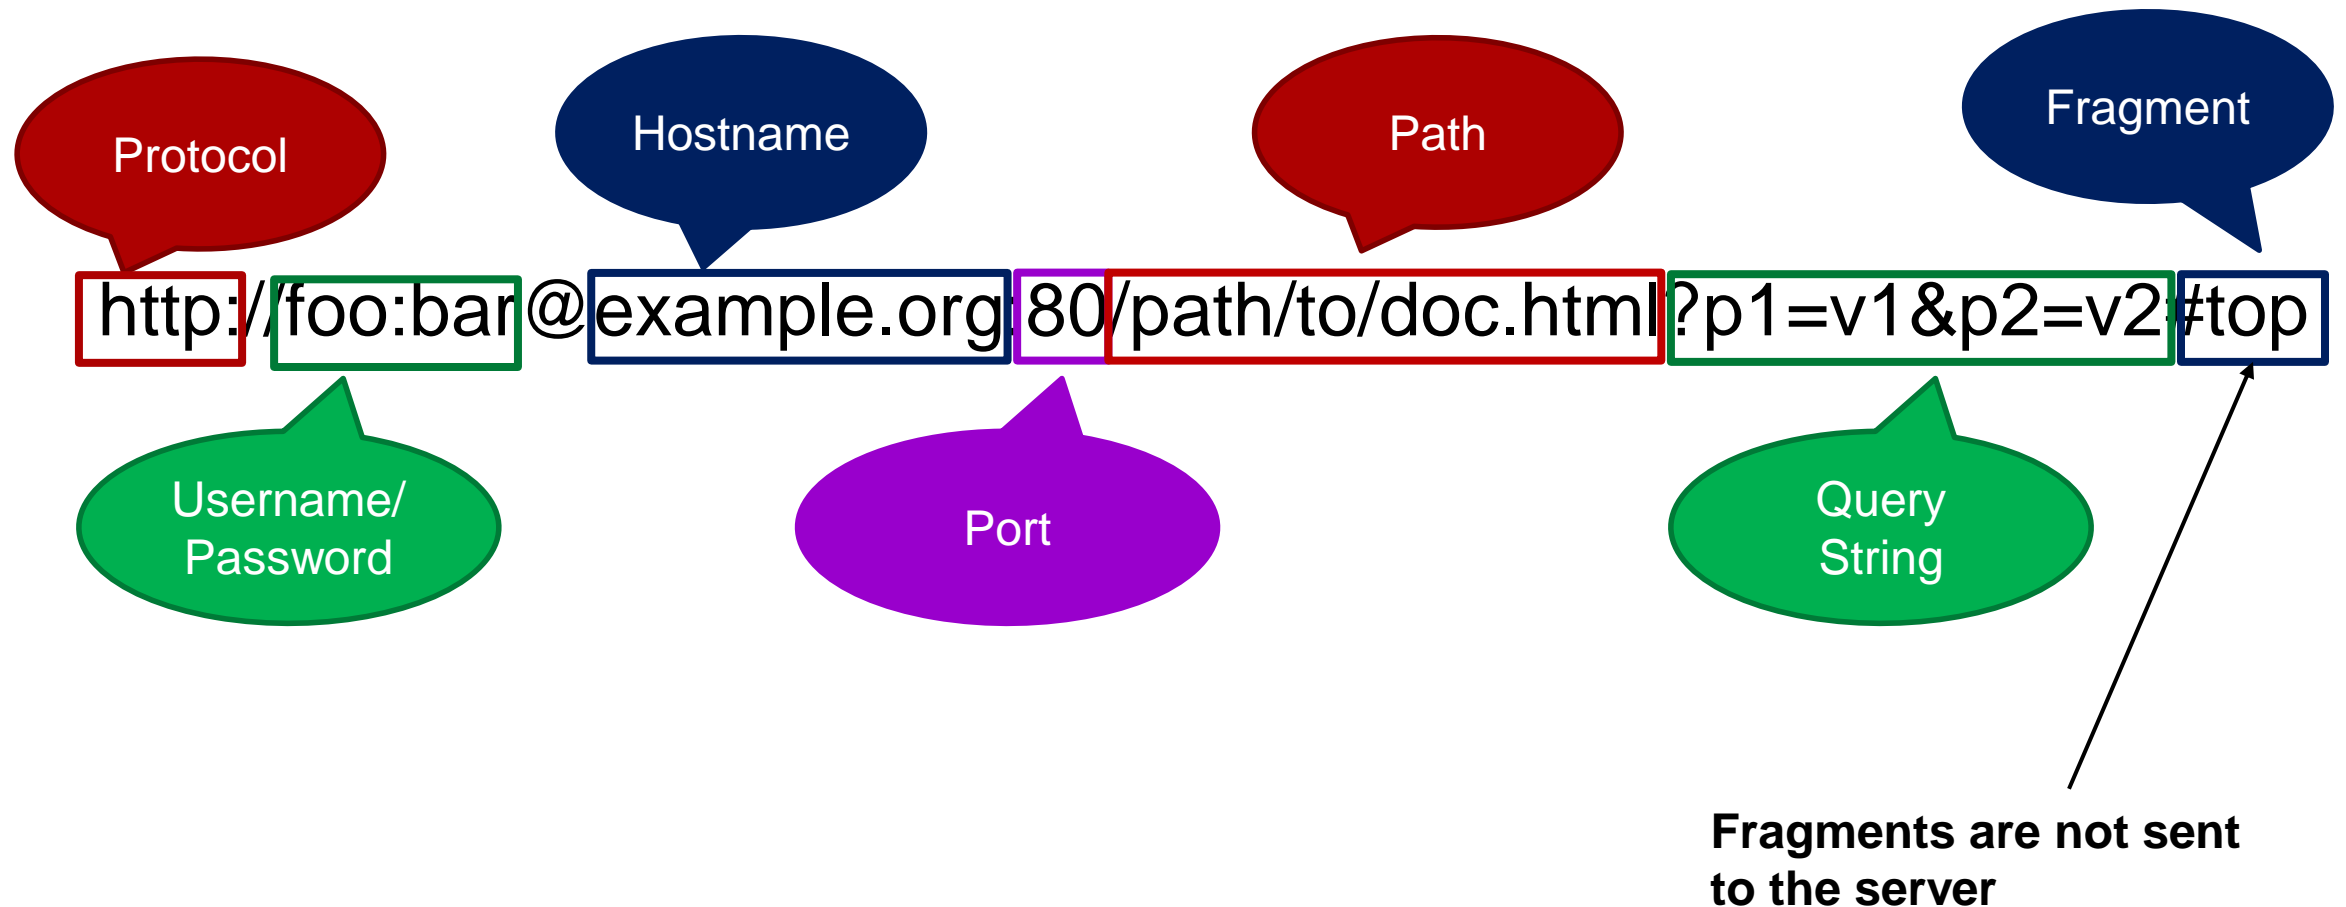 Protocol
Hostname
Path
Fragment
http://foo:bar@example.org:80/path/to/doc.html?p1=v1&p2=v2#top
Username/
Password
Port
Query
String
Fragments are not sent
to the server